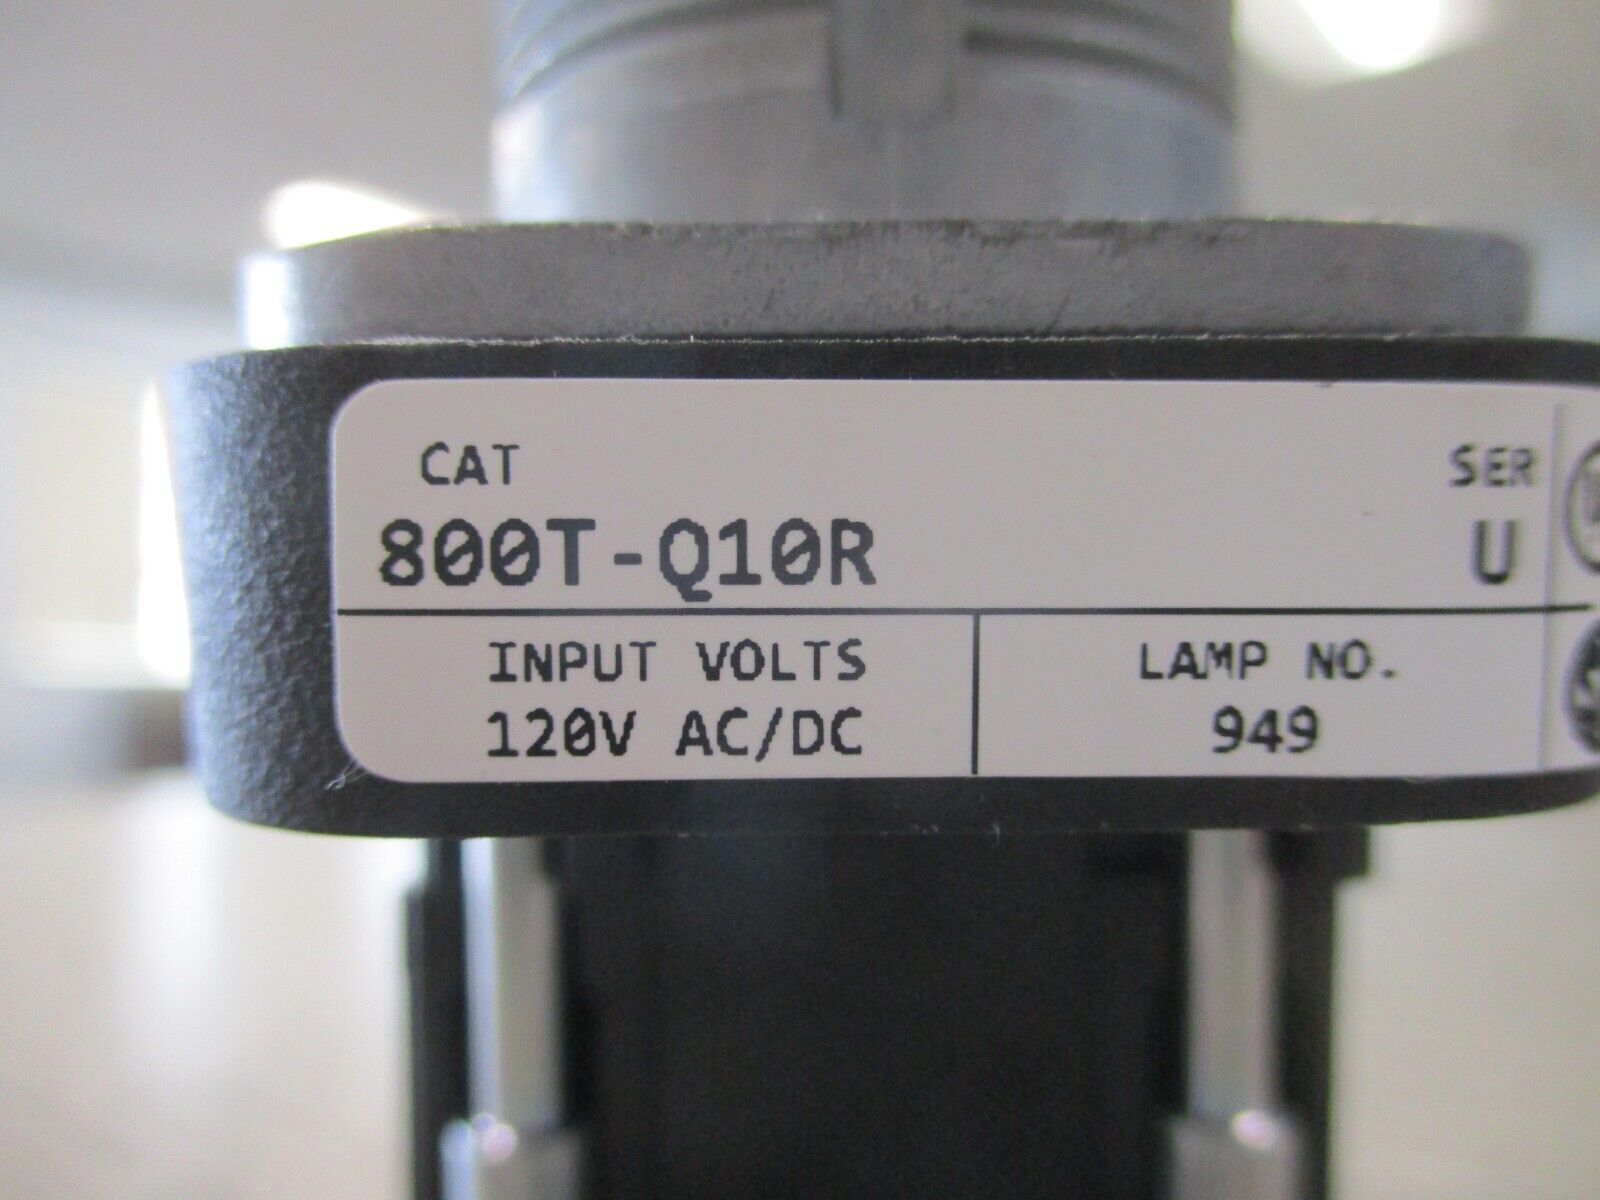 CAT
SER
800T-Q10R
U
INPUT VOLTS
LAMP NO.
120V AC/DC
949